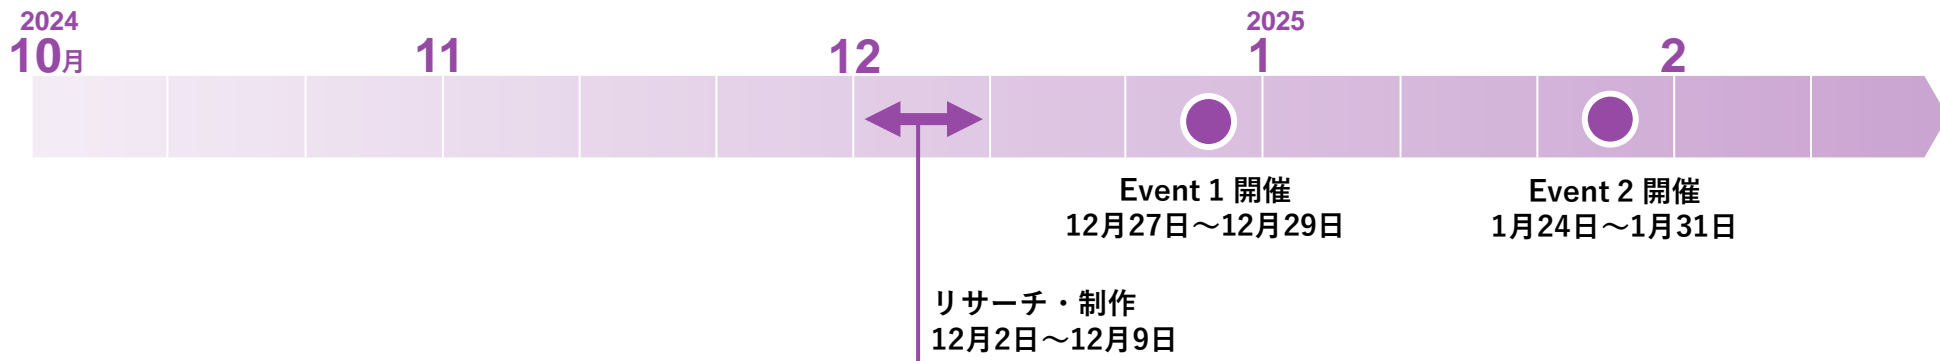 2024
10月
11
12
2025
1
2
Event 1 開催
12月27日～12月29日
Event 2 開催
1月24日～1月31日
リサーチ・制作
12月2日～12月9日